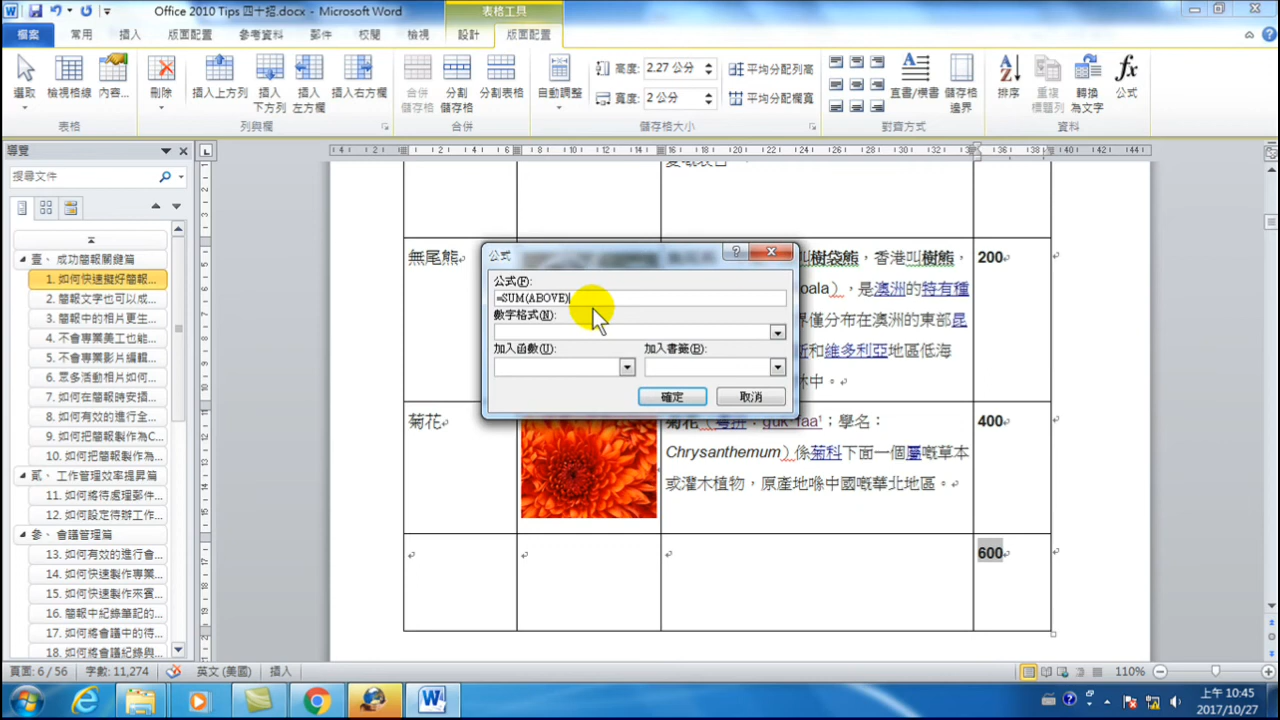 Office 2010 Tips 四十招.docx - Microsoft Word
表格工具
檔案 常用 插入 版面配置 參考資料 郵件 校閱 檢視 設計 版面配置
選取 檢視格線 內容... 刪除 插入上方列 插入下方列 插入左方欄 插入右方欄 合併儲存格 分割儲存格 分割表格 自動調整 高度: 2.27 公分 寬度: 2 公分 平均分配列高 平均分配欄寬 直書/橫書 儲存格邊界 排序 重複標題列 轉換為文字 公式
表格 列與欄 合併 儲存格大小 對齊方式 資料
導覽
搜尋文件
壹、 成功簡報關鍵篇
1. 如何快速擬好簡報...
2. 簡報文字也可以成...
3. 簡報中的相片更生...
4. 不會專業美工也能...
5. 不會專業影片編輯...
6. 眾多活動相片如何...
7. 如何在簡報時安插...
8. 如何有效的進行全...
9. 如何把簡報製作為C...
10. 如何把簡報製作為...
貳、 工作管理效率提昇篇
11. 如何將待處理郵件...
12. 如何設定待辦工作...
參、 會議管理篇
13. 如何有效的進行會...
14. 如何快速製作專業...
15. 如何快速製作來賓...
16. 簡報中紀錄筆記的...
17. 如何將會議中的待...
18. 如何將會議紀錄與...
無尾熊
叫樹袋熊，香港叫樹熊，
oala），是澳洲的特有種
界僅分布在澳洲的東部昆
斯和維多利亞地區低海
林中。
200
公式
公式(F):
=SUM(ABOVE)
數字格式(N):
加入函數(U): 加入書籤(B):
確定 取消
菊花
菊花（粵拼：guk¹faa¹；學名：
Chrysanthemum）係菊科下面一個屬嘅草本
或灌木植物，原產地喺中國嘅華北地區。
400
600
頁面: 6 / 56 字數: 11,274 英文 (美國) 插入 110%
上午 10:45
2017/10/27